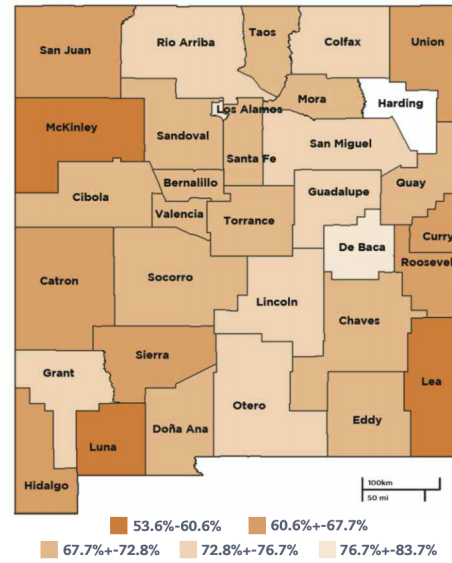 San Juan
Rio Arriba
Taos
Colfax
Union
Los Alamos
Mora
Harding
McKinley
Sandoval
Santa Fe
San Miguel
Bernalillo
Cibola
Valencia
Torrance
Guadalupe
Quay
Curry
De Baca
Roosevel
Catron
Socorro
Lincoln
Chaves
Sierra
Grant
Luna
Doña Ana
Otero
Eddy
Lea
Hidalgo
100km
50 mi
53.6%-60.6% 60.6%+-67.7%
67.7%+-72.8% 72.8%+-76.7% 76.7%+-83.7%